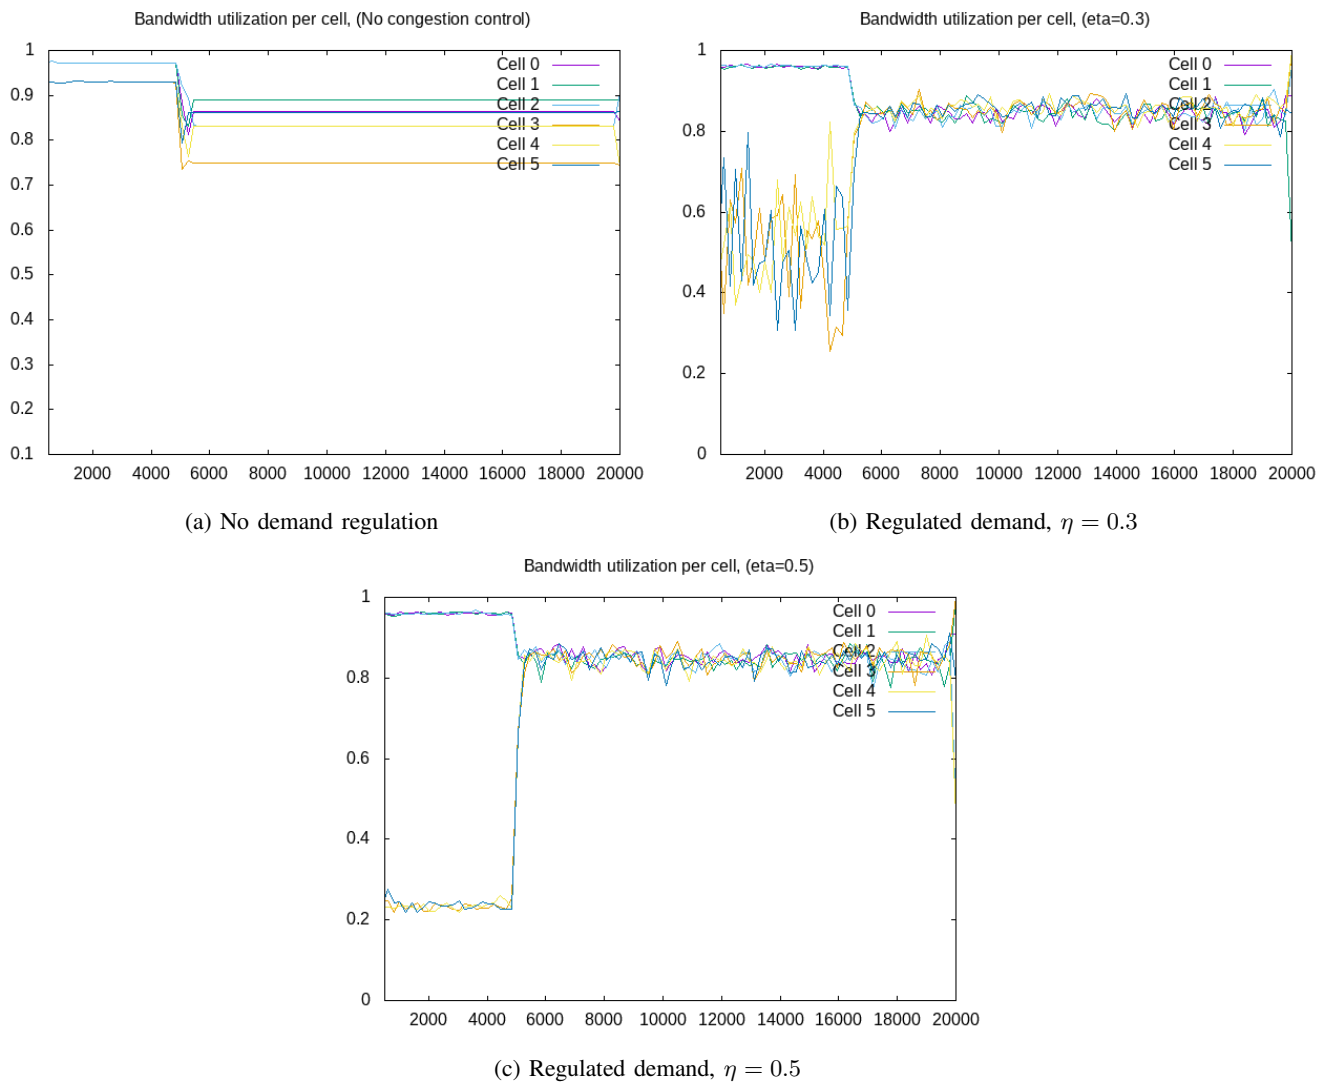 Bandwidth utilization per cell, (No congestion control)
1
0.9
0.8
0.7
0.6
0.5
0.4
0.3
0.2
0.1
2000 4000 6000 8000 10000 12000 14000 16000 18000 20000
Cell 0
Cell 1
Cell 2
Cell 3
Cell 4
Cell 5
(a) No demand regulation
Bandwidth utilization per cell, (eta=0.3)
1
0.8
0.6
0.4
0.2
0
2000 4000 6000 8000 10000 12000 14000 16000 18000 20000
Cell 0
Cell 1
Cell 2
Cell 3
Cell 4
Cell 5
(b) Regulated demand, η = 0.3
Bandwidth utilization per cell, (eta=0.5)
1
0.8
0.6
0.4
0.2
0
2000 4000 6000 8000 10000 12000 14000 16000 18000 20000
Cell 0
Cell 1
Cell 2
Cell 3
Cell 4
Cell 5
(c) Regulated demand, η = 0.5